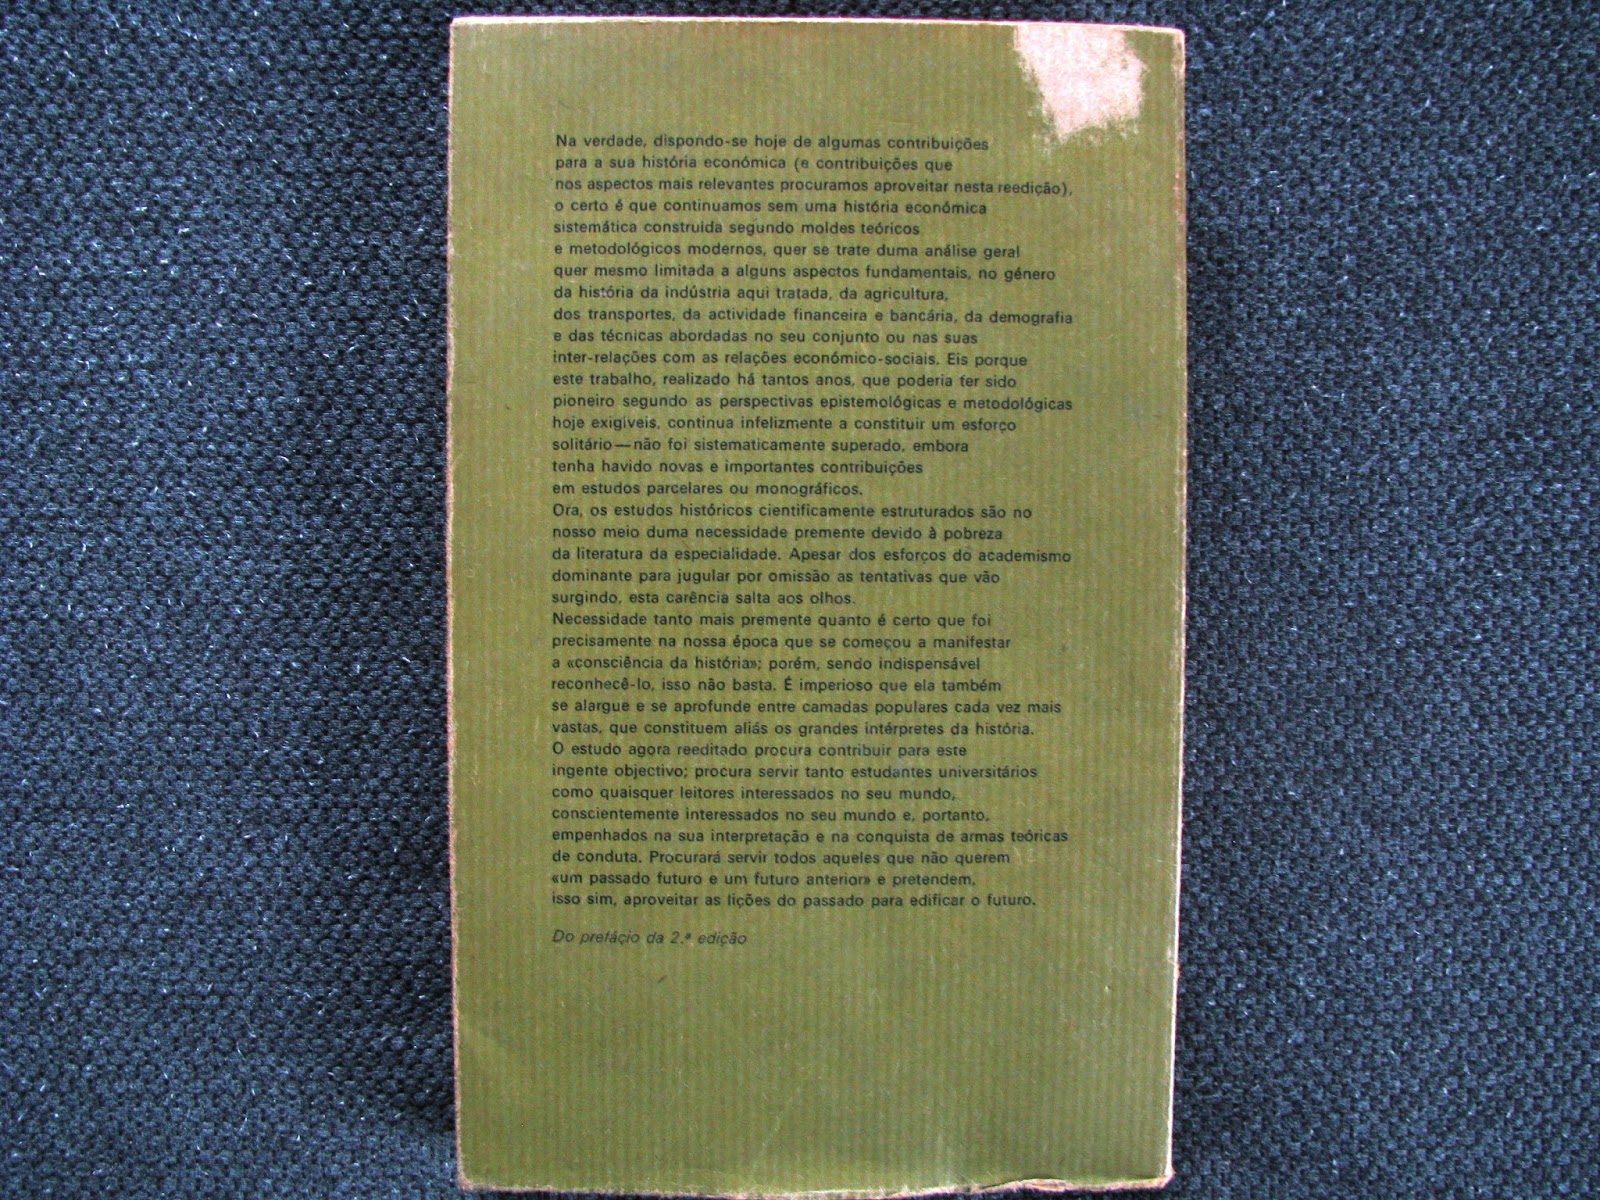 Na verdade, dispondo-se hoje de algumas contribuições
para a sua história económica (e contribuições que
nos aspectos mais relevantes procuramos aproveitar nesta reedição),
o certo é que continuamos sem uma história económica
sistemática construída segundo moldes teóricos
e metodológicos modernos, quer se trate duma análise geral
quer mesmo limitada a alguns aspectos fundamentais, no género
da história da indústria aqui tratada, da agricultura,
dos transportes, da actividade financeira e bancária, da demografia
e das técnicas abordadas no seu conjunto ou nas suas
inter-relações com as relações económico-sociais. Eis porque
este trabalho, realizado há tantos anos, que poderia ter sido
pioneiro segundo as perspectivas epistemológicas e metodológicas
hoje exigíveis, continua infelizmente a constituir um esforço
solitário — não foi sistematicamente superado, embora
tenha havido novas e importantes contribuições
em estudos parcelares ou monográficos.
Ora, os estudos históricos cientificamente estruturados são no
nosso meio duma necessidade premente devido à pobreza
da literatura da especialidade. Apesar dos esforços do academismo
dominante para jugular por omissão as tentativas que vão
surgindo, esta carência salta aos olhos.
Necessidade tanto mais premente quanto é certo que foi
precisamente na nossa época que se começou a manifestar
a «consciência da história»; porém, sendo indispensável
reconhecê-lo, isso não basta. É imperioso que ela também
se alargue e se aprofunde entre camadas populares cada vez mais
vastas, que constituem aliás os grandes intérpretes da história.
O estudo agora reeditado procura contribuir para este
ingente objectivo; procura servir tanto estudantes universitários
como quaisquer leitores interessados no seu mundo,
conscientemente interessados no seu mundo e, portanto,
empenhados na sua interpretação e na conquista de armas teóricas
de conduta. Procurará servir todos aqueles que não querem
«um passado futuro e um futuro anterior» e pretendem,
isso sim, aproveitar as lições do passado para edificar o futuro.
Do prefácio da 2.ª edição